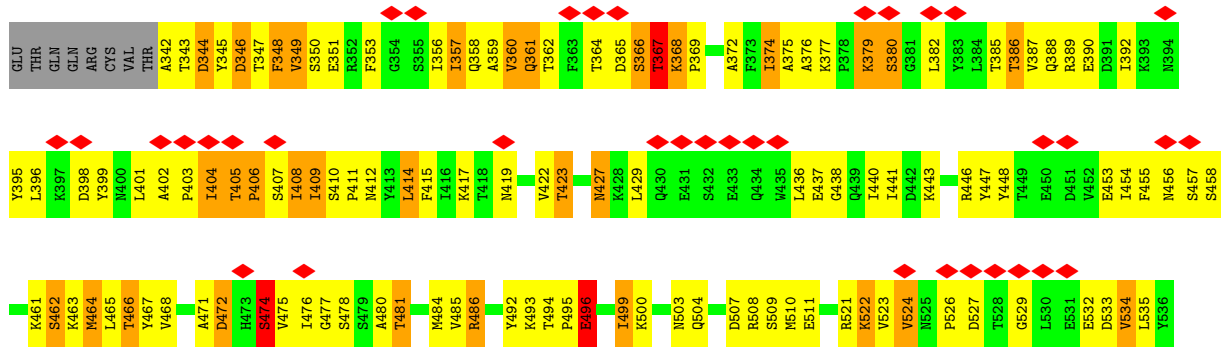 GLU THR GLN GLN ARG CYS VAL THR A342 T343 D344 Y345 D346 T347 F348 V349 S350 E351 R352 F353 G354 S355 I356 I357 Q358 A359 V360 Q361 T362 F363 T364 D365 S366 T367 K368 P369 A372 F373 I374 A375 A376 K377 P378 K379 S380 G381 L382 Y383 L384 T385 T386 V387 Q388 R389 E390 D391 I392 K393 N394
Y395 L396 K397 D398 Y399 N400 L401 A402 P403 I404 T405 P406 S407 I408 I409 S410 P411 N412 Y413 L414 F415 I416 K417 T418 N419 V422 T423 N427 K428 L429 Q430 E431 S432 E433 Q434 W435 L436 E437 G438 Q439 I440 I441 D442 K443 R446 Y447 Y448 T449 E450 D451 V452 E453 I454 F455 N456 S457 S458
K461 S462 K463 M464 L465 T466 Y467 V468 A471 D472 H473 S474 V475 I476 G477 S478 S479 A480 T481 M484 V485 R486 Y492 K493 T494 P495 E496 I499 K500 N503 Q504 D507 R508 S509 M510 E511 R521 K522 V523 V524 N525 P526 D527 T528 G529 L530 E531 E532 D533 V534 L535 Y536